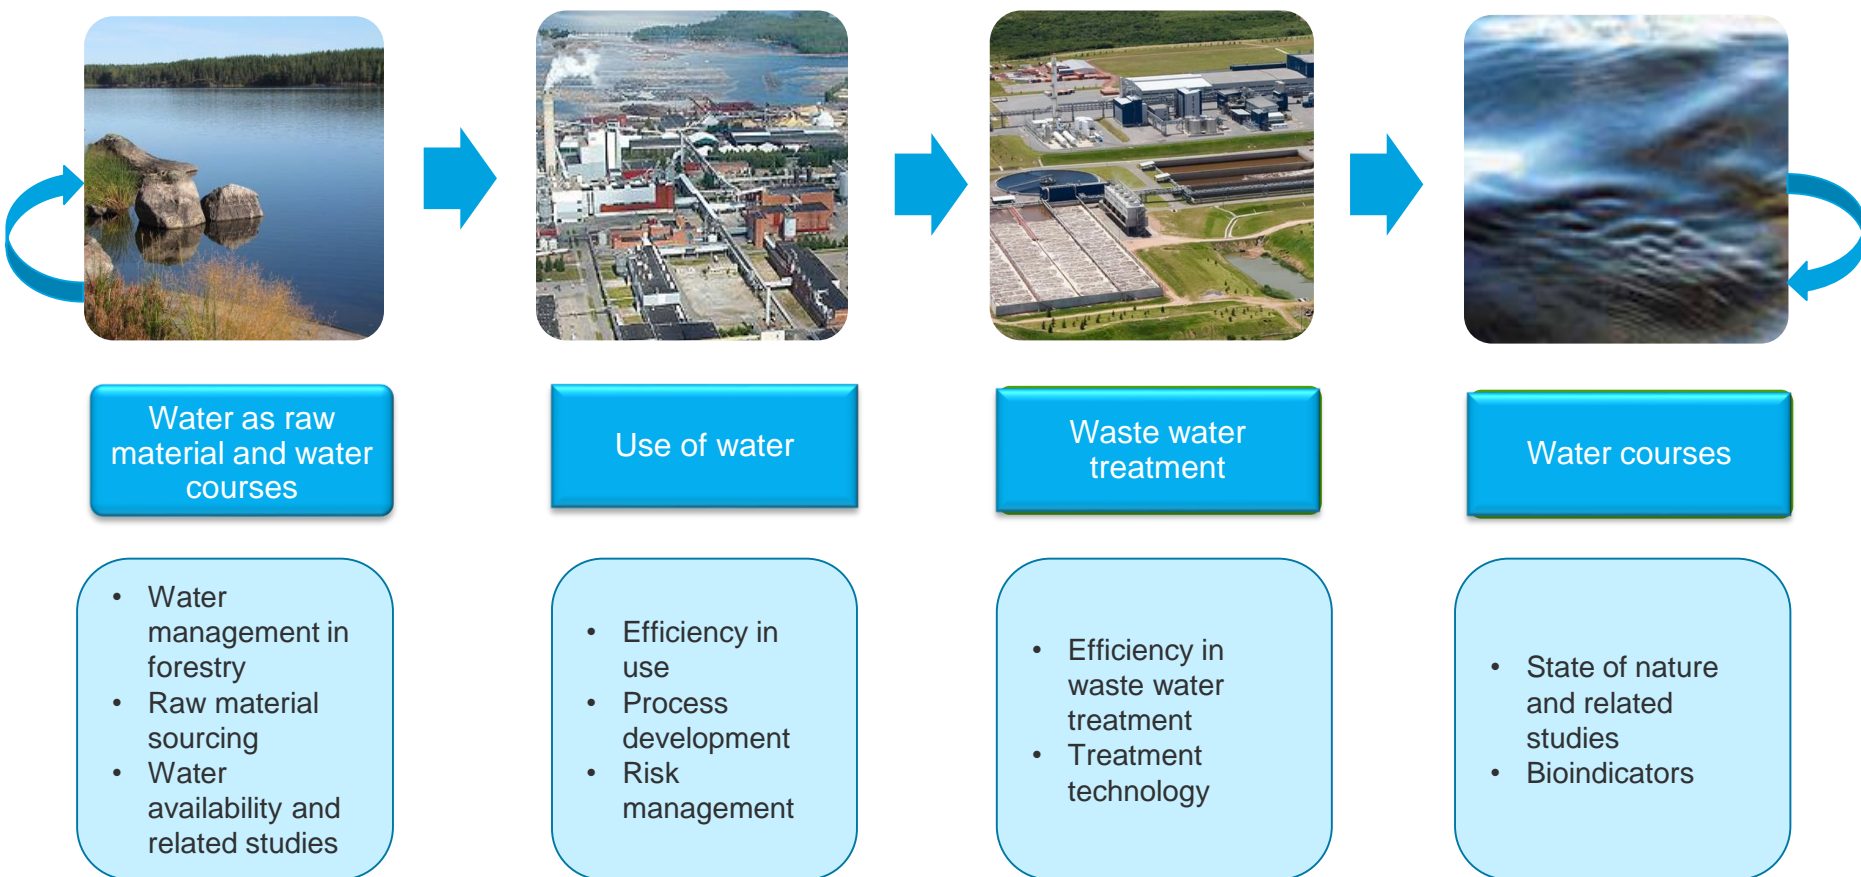 Water as raw
material and water
courses
Use of water
Waste water
treatment
Water courses
• Water
management in
forestry
• Raw material
sourcing
• Water
availability and
related studies
• Efficiency in
use
• Process
development
• Risk
management
• Efficiency in
waste water
treatment
• Treatment
technology
• State of nature
and related
studies
• Bioindicators